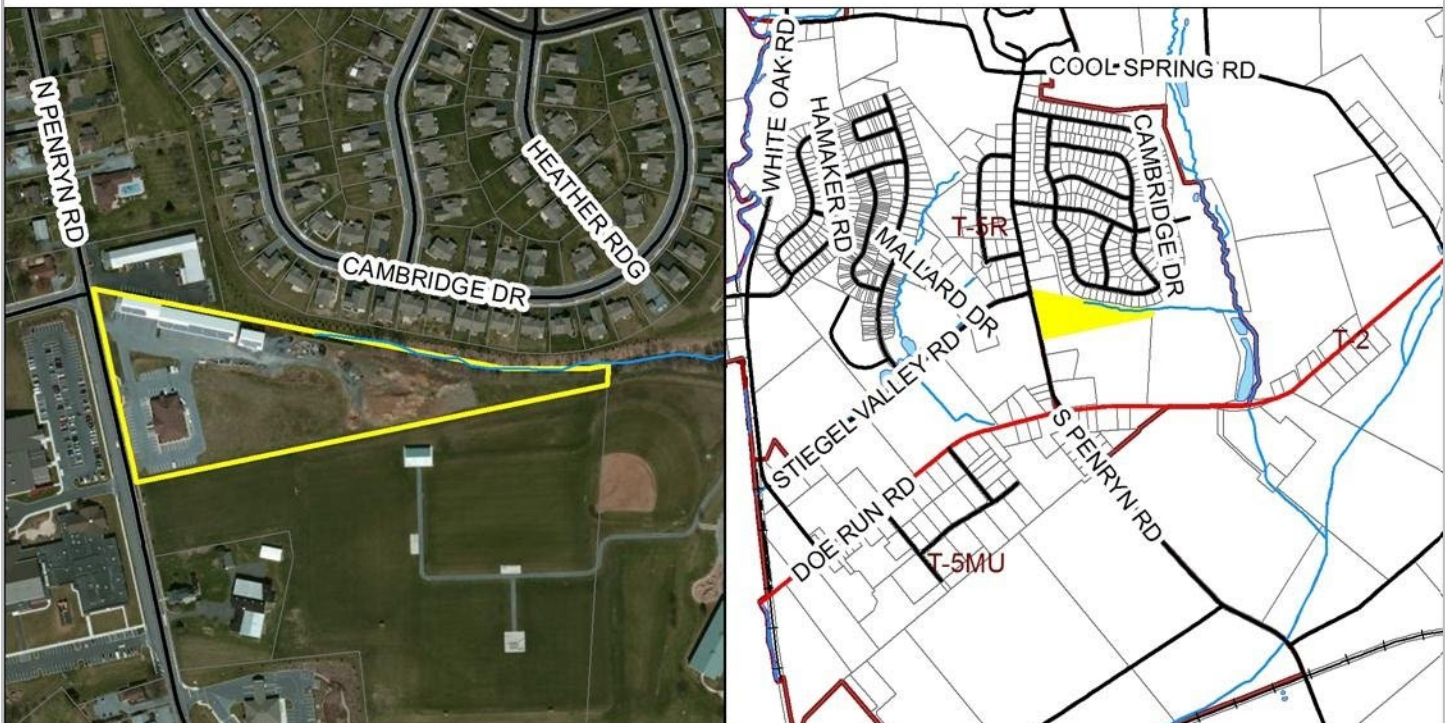 N PENRYN RD
HEATHER RDG
CAMBRIDGE DR
WHITE OAK RD
COOL SPRING RD
HAMAKER RD
CAMBRIDGE DR
T-5R
MALLARD DR
STIEGEL VALLEY RD
T-2
S PENRYN RD
DOE RUN RD
T-5MU